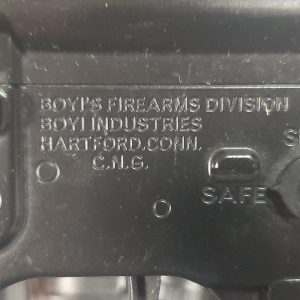 BOYI'S FIREARMS DIVISION
BOYI INDUSTRIES
HARTFORD.CONN.
C.N.G.
S
SAFE